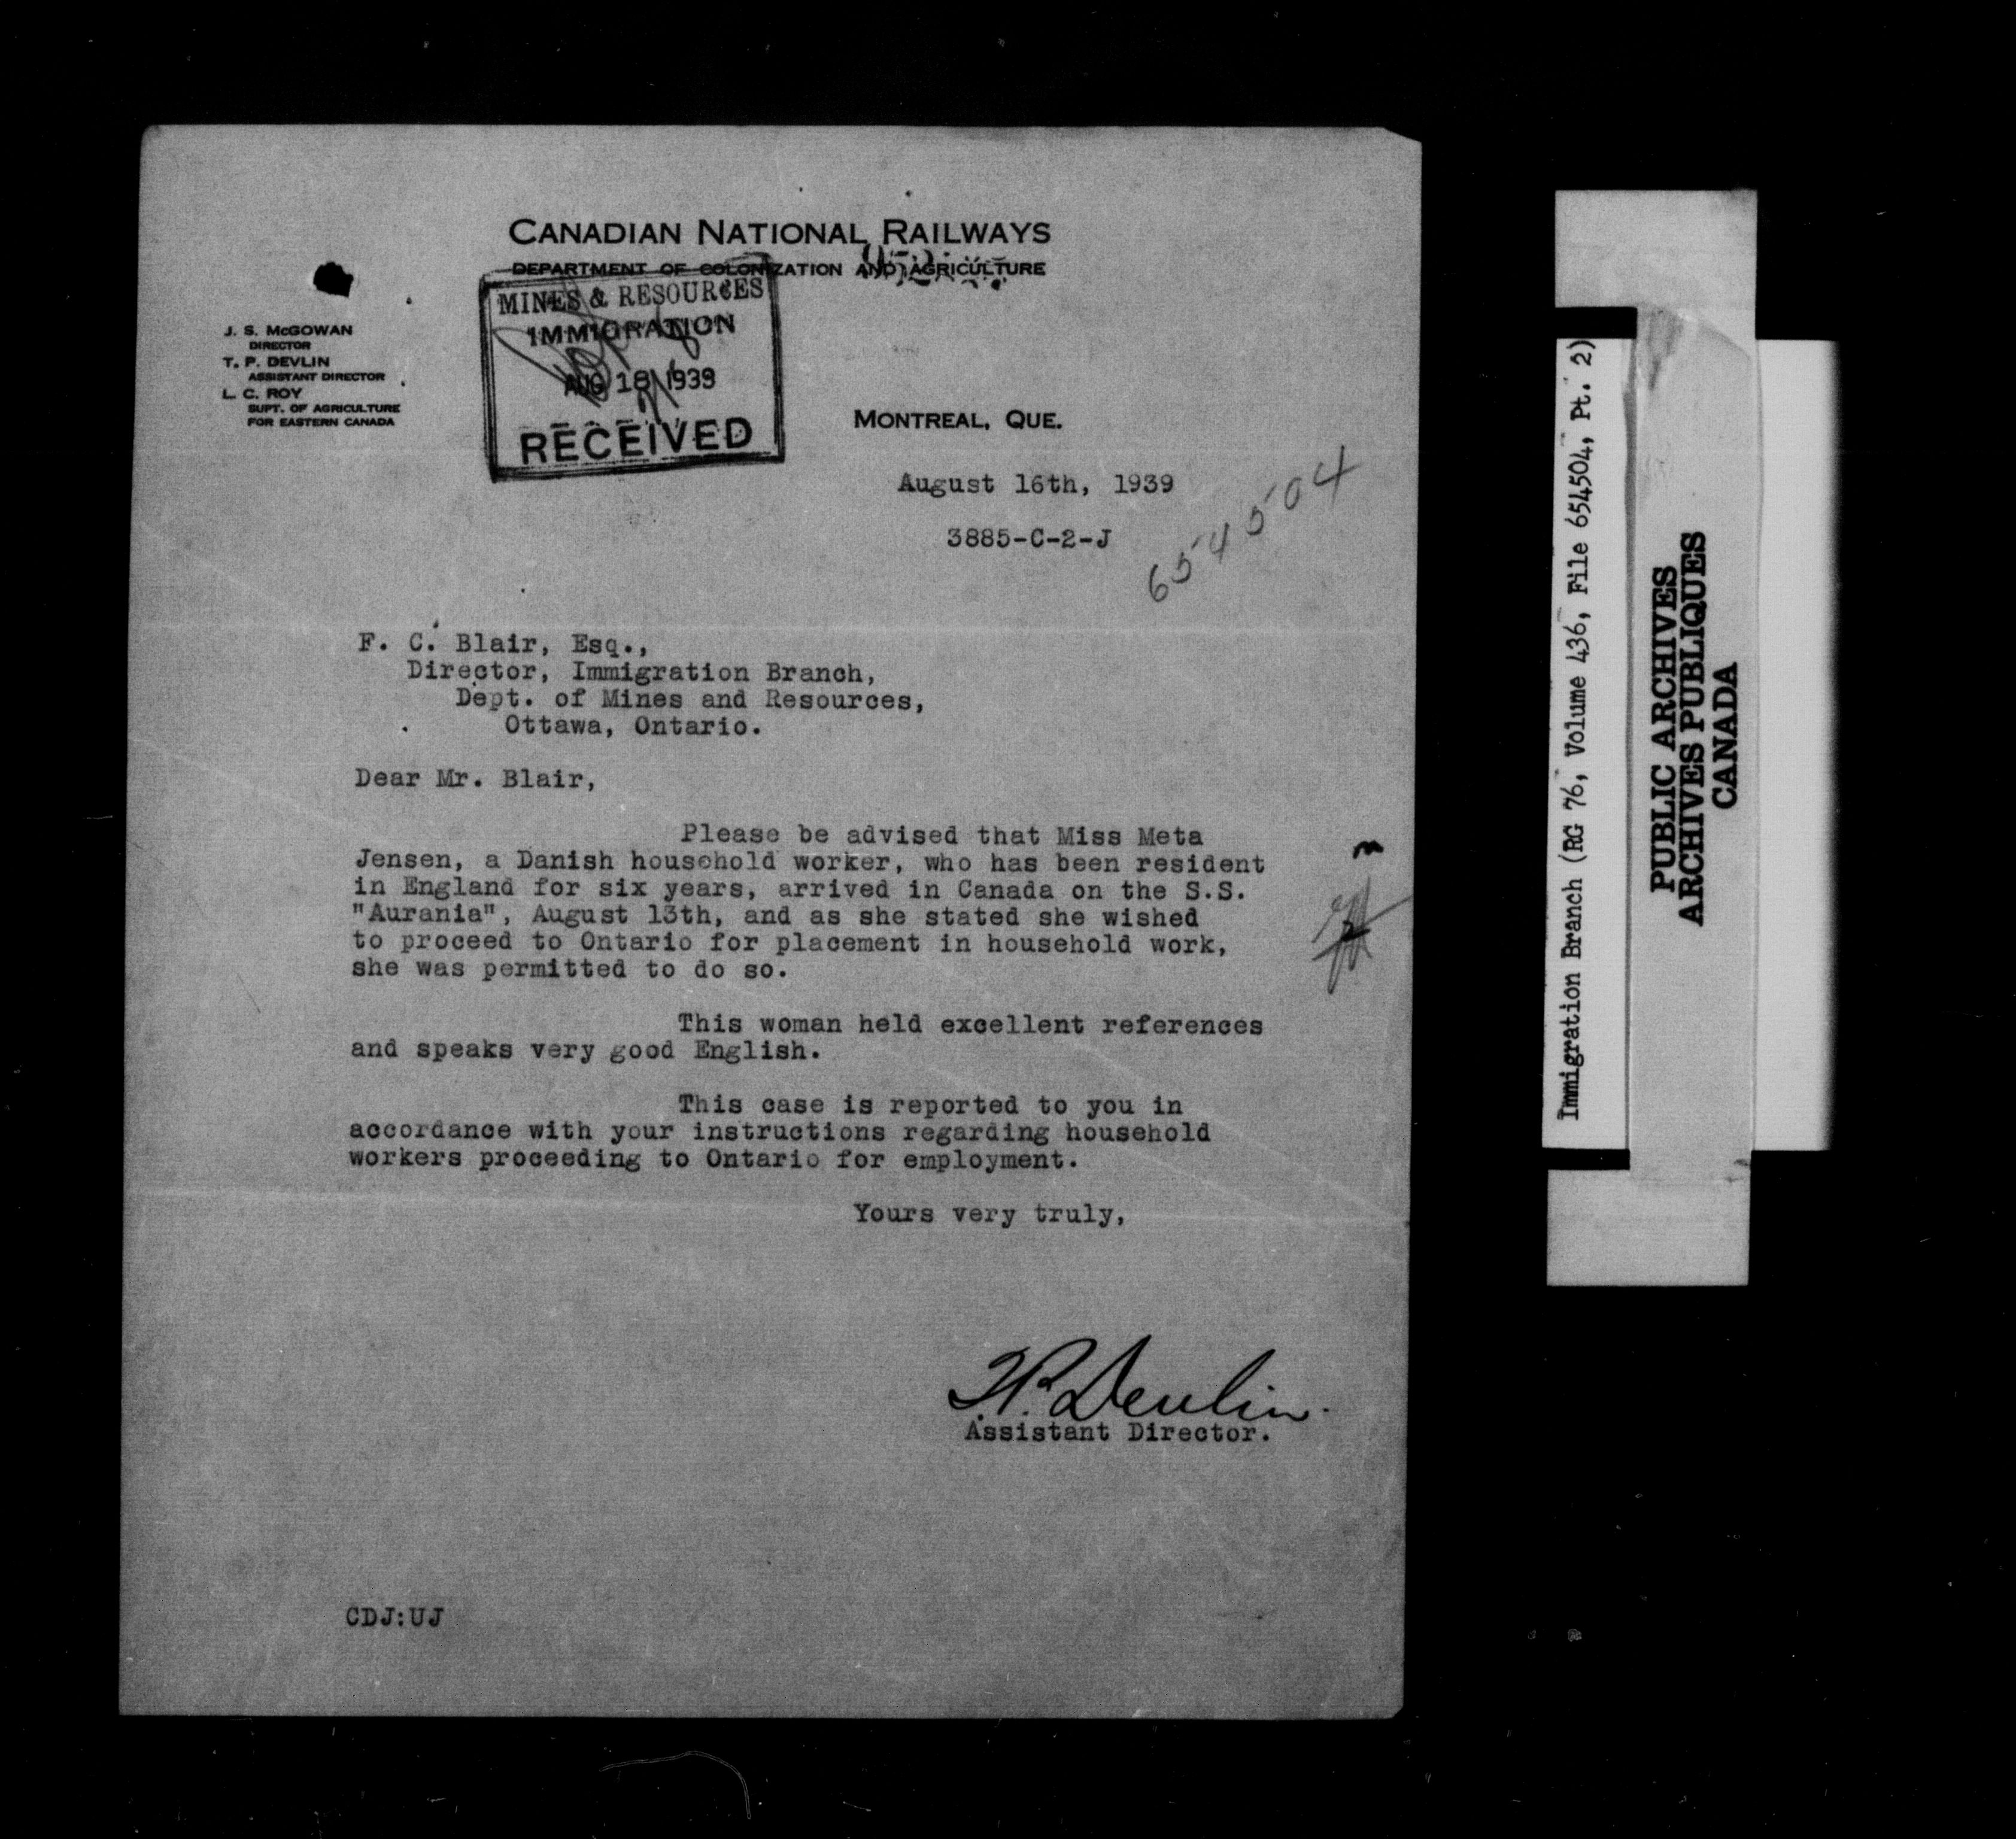 CANADIAN NATIONAL RAILWAYS
DEPARTMENT OF COLONIZATION AND AGRICULTURE
J. S. McGOWAN
DIRECTOR
T. P. DEVLIN
ASSISTANT DIRECTOR
L. C. ROY
SUPT. OF AGRICULTURE
FOR EASTERN CANADA
MINES & RESOURCES
IMMIGRATION
AUG 18 1939
RECEIVED
MONTREAL, QUE.
August 16th, 1939
3885-C-2-J
654504
F. C. Blair, Esq.,
Director, Immigration Branch,
Dept. of Mines and Resources,
Ottawa, Ontario.
Dear Mr. Blair,
Please be advised that Miss Meta
Jensen, a Danish household worker, who has been resident
in England for six years, arrived in Canada on the S.S.
"Aurania", August 13th, and as she stated she wished
to proceed to Ontario for placement in household work,
she was permitted to do so.
This woman held excellent references
and speaks very good English.
This case is reported to you in
accordance with your instructions regarding household
workers proceeding to Ontario for employment.
Yours very truly,
T.P. Devlin.
Assistant Director.
CDJ:UJ
Immigration Branch (RG 76, Volume 436, File 654504, Pt. 2)
PUBLIC ARCHIVES
ARCHIVES PUBLIQUES
CANADA